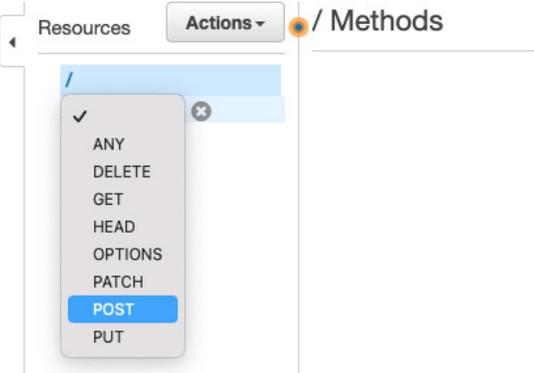 Resources
Actions
/ Methods
/
ANY
DELETE
GET
HEAD
OPTIONS
PATCH
POST
PUT